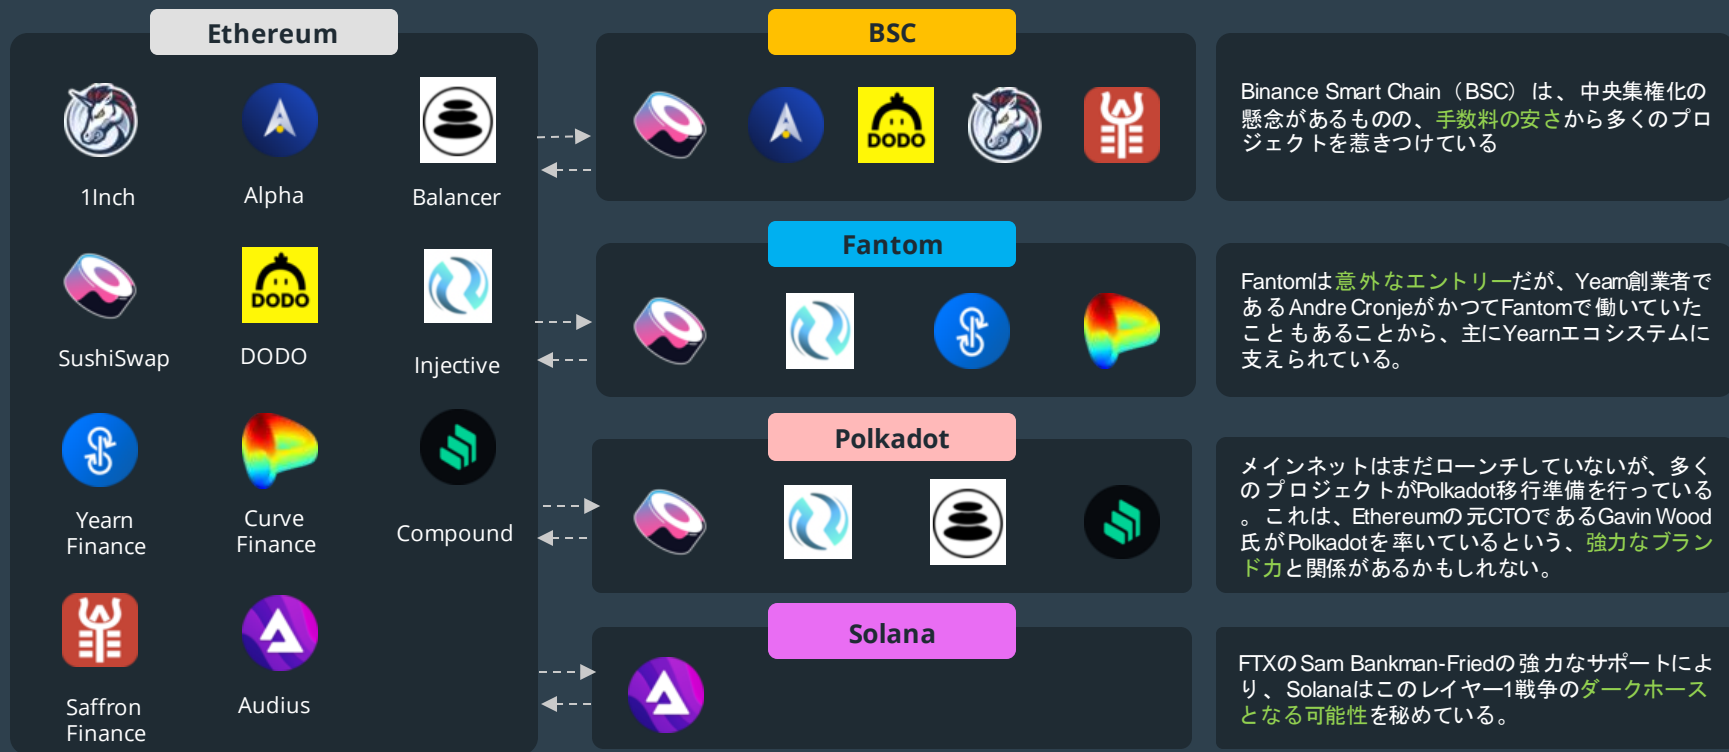 Ethereum
1Inch
Alpha
Balancer
SushiSwap
DODO
DODO
Injective
Yearn
Finance
Curve
Finance
Compound
Saffron
Finance
Audius
BSC
DODO
Binance Smart Chain（BSC）は、中央集権化の
懸念があるものの、手数料の安さから多くのプロ
ジェクトを惹きつけている
Fantom
Fantomは意外なエントリーだが、Yearn創業者で
あるAndre CronjeがかつてFantomで働いていた
こともあることから、主にYearnエコシステムに
支えられている。
Polkadot
メインネットはまだローンチしていないが、多く
のプロジェクトがPolkadot移行準備を行っている
。これは、Ethereumの元CTOであるGavin Wood
氏がPolkadotを率いているという、強力なブラン
ド力と関係があるかもしれない。
Solana
FTXのSam Bankman-Friedの強力なサポートによ
り、Solanaはこのレイヤー1戦争のダークホース
となる可能性を秘めている。